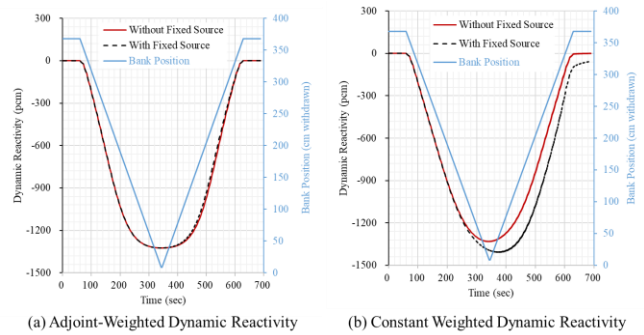 300
0
-300
-600
-900
-1200
-1500
Dynamic Reactivity (pcm)
Without Fixed Source
With Fixed Source
Bank Position
400
350
300
250
200
150
100
50
0
Bank Position (cm withdrawn)
0 100 200 300 400 500 600 700
Time (sec)
(a) Adjoint-Weighted Dynamic Reactivity
300
0
-300
-600
-900
-1200
-1500
Dynamic Reactivity (pcm)
Without Fixed Source
With Fixed Source
Bank Position
400
350
300
250
200
150
100
50
0
Bank Position (cm withdrawn)
0 100 200 300 400 500 600 700
Time (sec)
(b) Constant Weighted Dynamic Reactivity